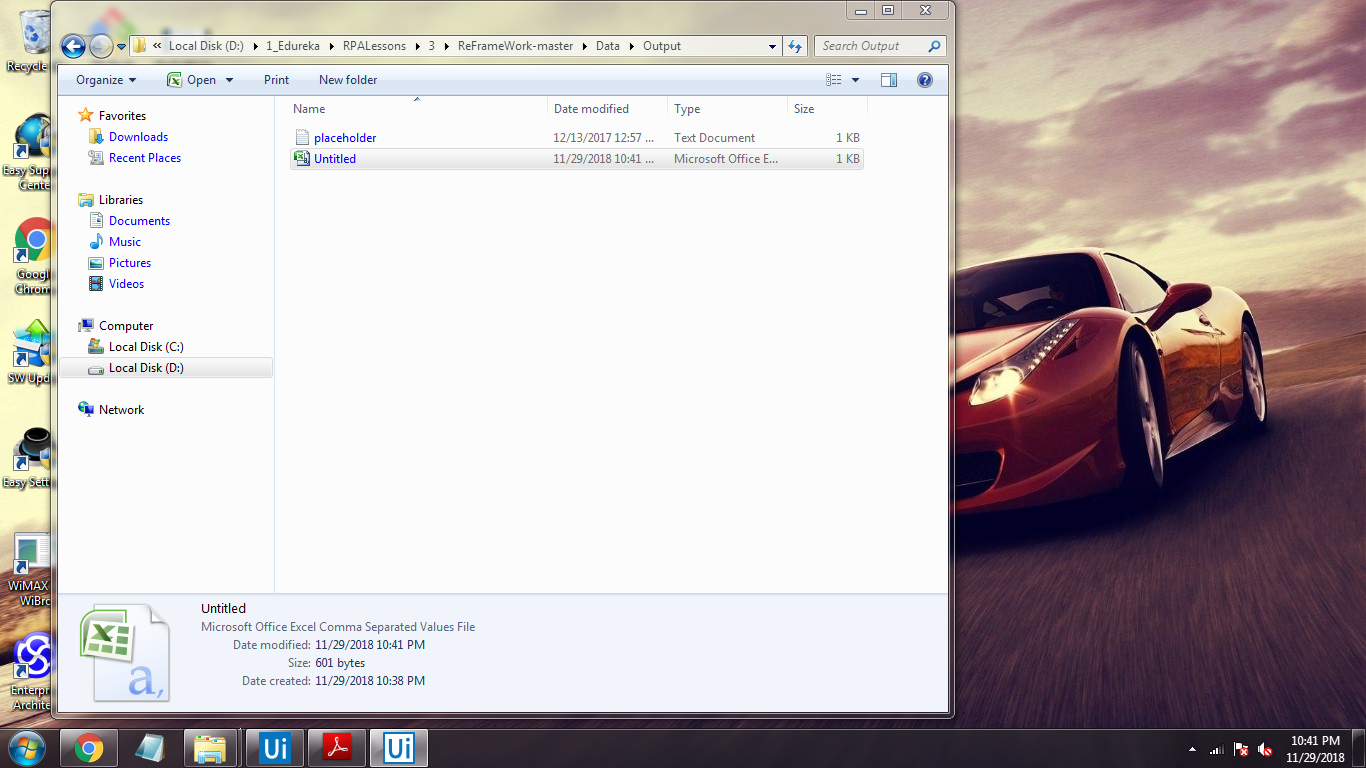 Recycle
Easy Sup
Cente
Googl
Chrom
SW Upd
Easy Sett
WiMAX
WiBro
Enterpr
Archite
« Local Disk (D:) 1_Edureka RPALessons 3 ReFrameWork-master Data Output
Search Output
Organize Open Print New folder
Favorites
Downloads
Recent Places
Libraries
Documents
Music
Pictures
Videos
Computer
Local Disk (C:)
Local Disk (D:)
Network
Name Date modified Type Size
placeholder 12/13/2017 12:57 ... Text Document 1 KB
Untitled 11/29/2018 10:41 ... Microsoft Office E... 1 KB
Untitled
Microsoft Office Excel Comma Separated Values File
Date modified: 11/29/2018 10:41 PM
Size: 601 bytes
Date created: 11/29/2018 10:38 PM
a,
Ui
Ui
10:41 PM
11/29/2018